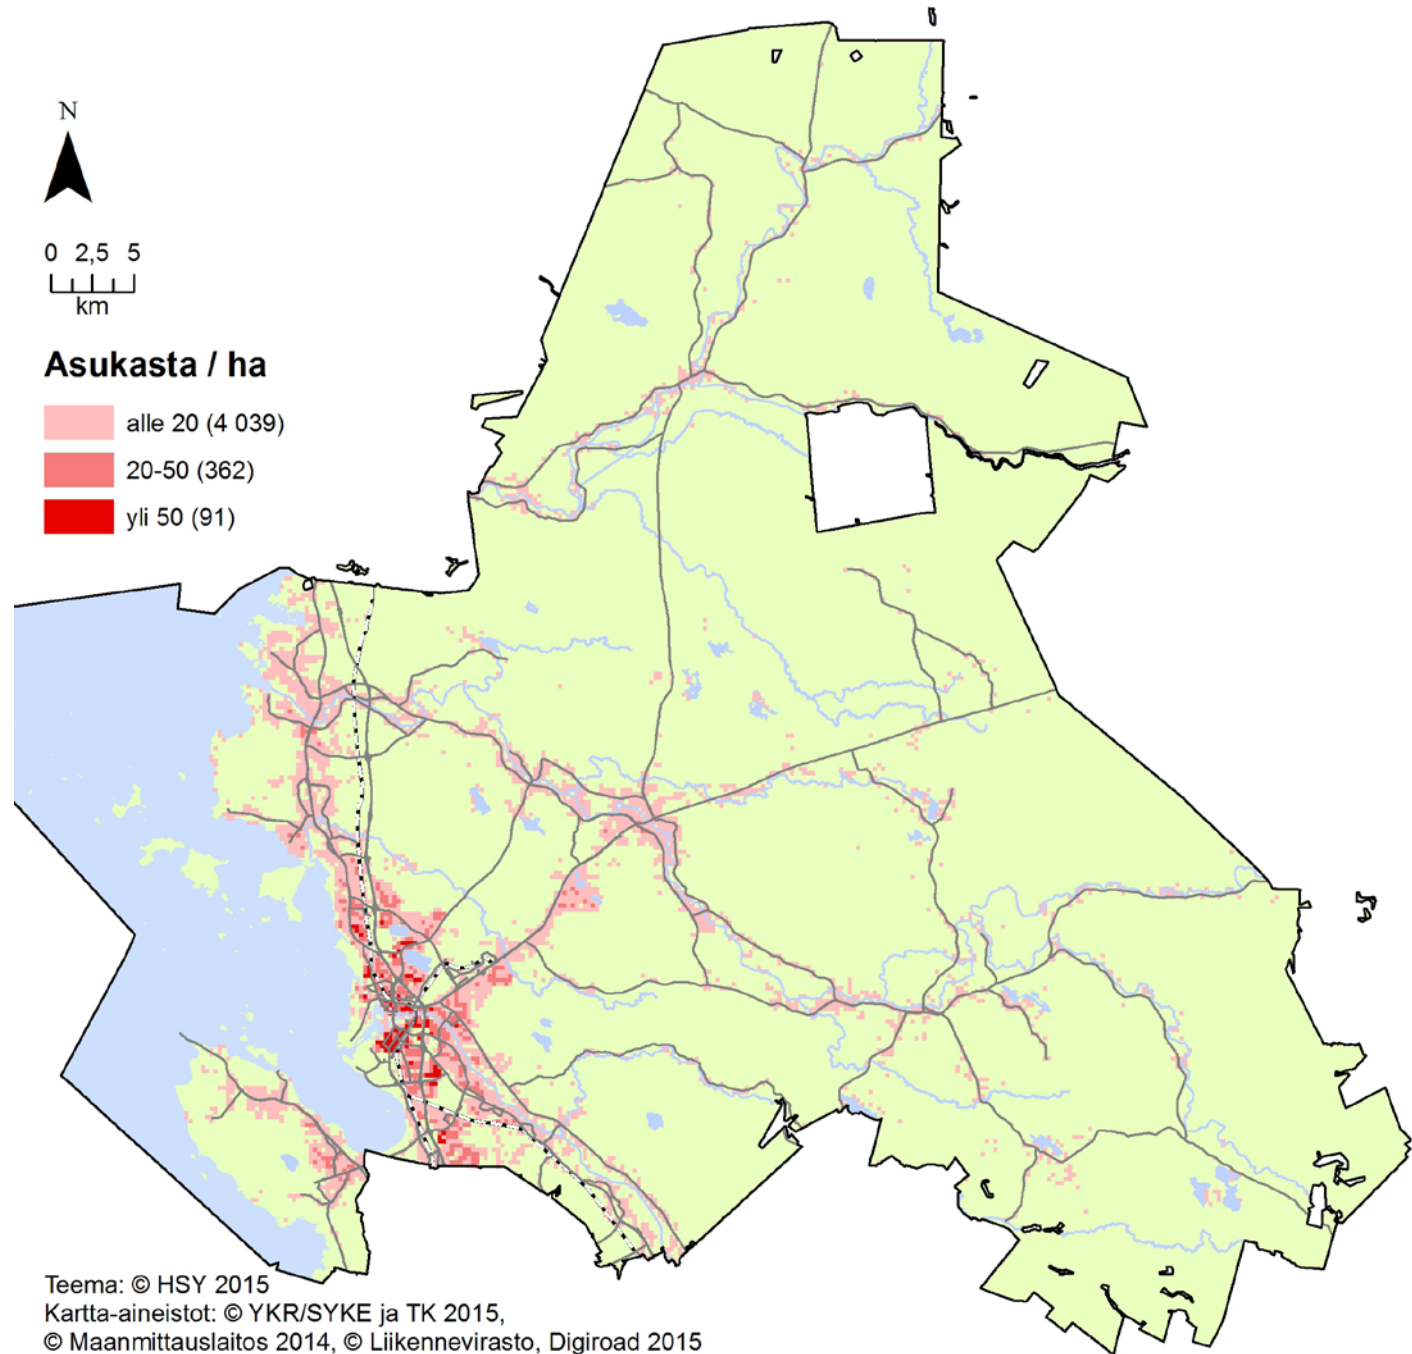 N
0 2,5 5
km
Asukasta / ha
alle 20 (4 039)
20-50 (362)
yli 50 (91)
Teema: © HSY 2015
Kartta-aineistot: © YKR/SYKE ja TK 2015,
© Maanmittauslaitos 2014, © Liikennevirasto, Digiroad 2015